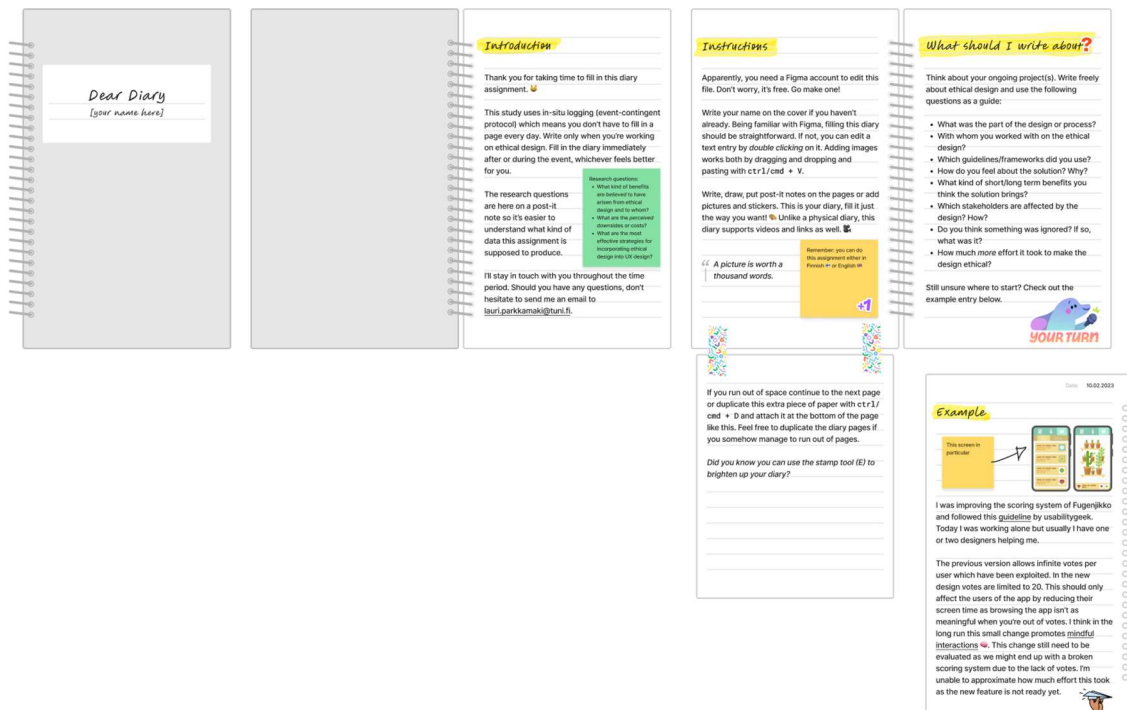 Dear Diary
[your name here]
Introduction
Thank you for taking time to fill in this diary
assignment. 😸
This study uses in-situ logging (event-contingent
protocol) which means you don't have to fill in a
page every day. Write only when you're working
on ethical design. Fill in the diary immediately
after or during the event, whichever feels better
for you.
The research questions
are here on a post-it
note so it's easier to
understand what kind of
data this assignment is
supposed to produce.
Research questions:
• What kind of benefits
are believed to have
arisen from ethical
design and to whom?
• What are the perceived
downsides or costs?
• What are the most
effective strategies for
incorporating ethical
design into UX design?
I'll stay in touch with you throughout the time
period. Should you have any questions, don't
hesitate to send me an email to
lauri.parkkamaki@tuni.fi.
Instructions
Apparently, you need a Figma account to edit this
file. Don't worry, it's free. Go make one!
Write your name on the cover if you haven't
already. Being familiar with Figma, filling this diary
should be straightforward. If not, you can edit a
text entry by double clicking on it. Adding images
works both by dragging and dropping and
pasting with ctrl/cmd + V.
Write, draw, put post-it notes on the pages or add
pictures and stickers. This is your diary, fill it just
the way you want! 🎨 Unlike a physical diary, this
diary supports videos and links as well. 📽
“ A picture is worth a
thousand words.
Remember: you can do
this assignment either in
Finnish 🇫🇮 or English 🇬🇧
+1
What should I write about?
Think about your ongoing project(s). Write freely
about ethical design and use the following
questions as a guide:
• What was the part of the design or process?
• With whom you worked with on the ethical
design?
• Which guidelines/frameworks did you use?
• How do you feel about the solution? Why?
• What kind of short/long term benefits you
think the solution brings?
• Which stakeholders are affected by the
design? How?
• Do you think something was ignored? If so,
what was it?
• How much more effort it took to make the
design ethical?
Still unsure where to start? Check out the
example entry below.
YOUR TURN
If you run out of space continue to the next page
or duplicate this extra piece of paper with ctrl/
cmd + D and attach it at the bottom of the page
like this. Feel free to duplicate the diary pages if
you somehow manage to run out of pages.
Did you know you can use the stamp tool (E) to
brighten up your diary?
Date 10.02.2023
Example
This screen in
particular
I was improving the scoring system of Fugenjikko
and followed this guideline by usabilitygeek.
Today I was working alone but usually I have one
or two designers helping me.
The previous version allows infinite votes per
user which have been exploited. In the new
design votes are limited to 20. This should only
affect the users of the app by reducing their
screen time as browsing the app isn't as
meaningful when you're out of votes. I think in the
long run this small change promotes mindful
interactions 🧠. This change still need to be
evaluated as we might end up with a broken
scoring system due to the lack of votes. I'm
unable to approximate how much effort this took
as the new feature is not ready yet.